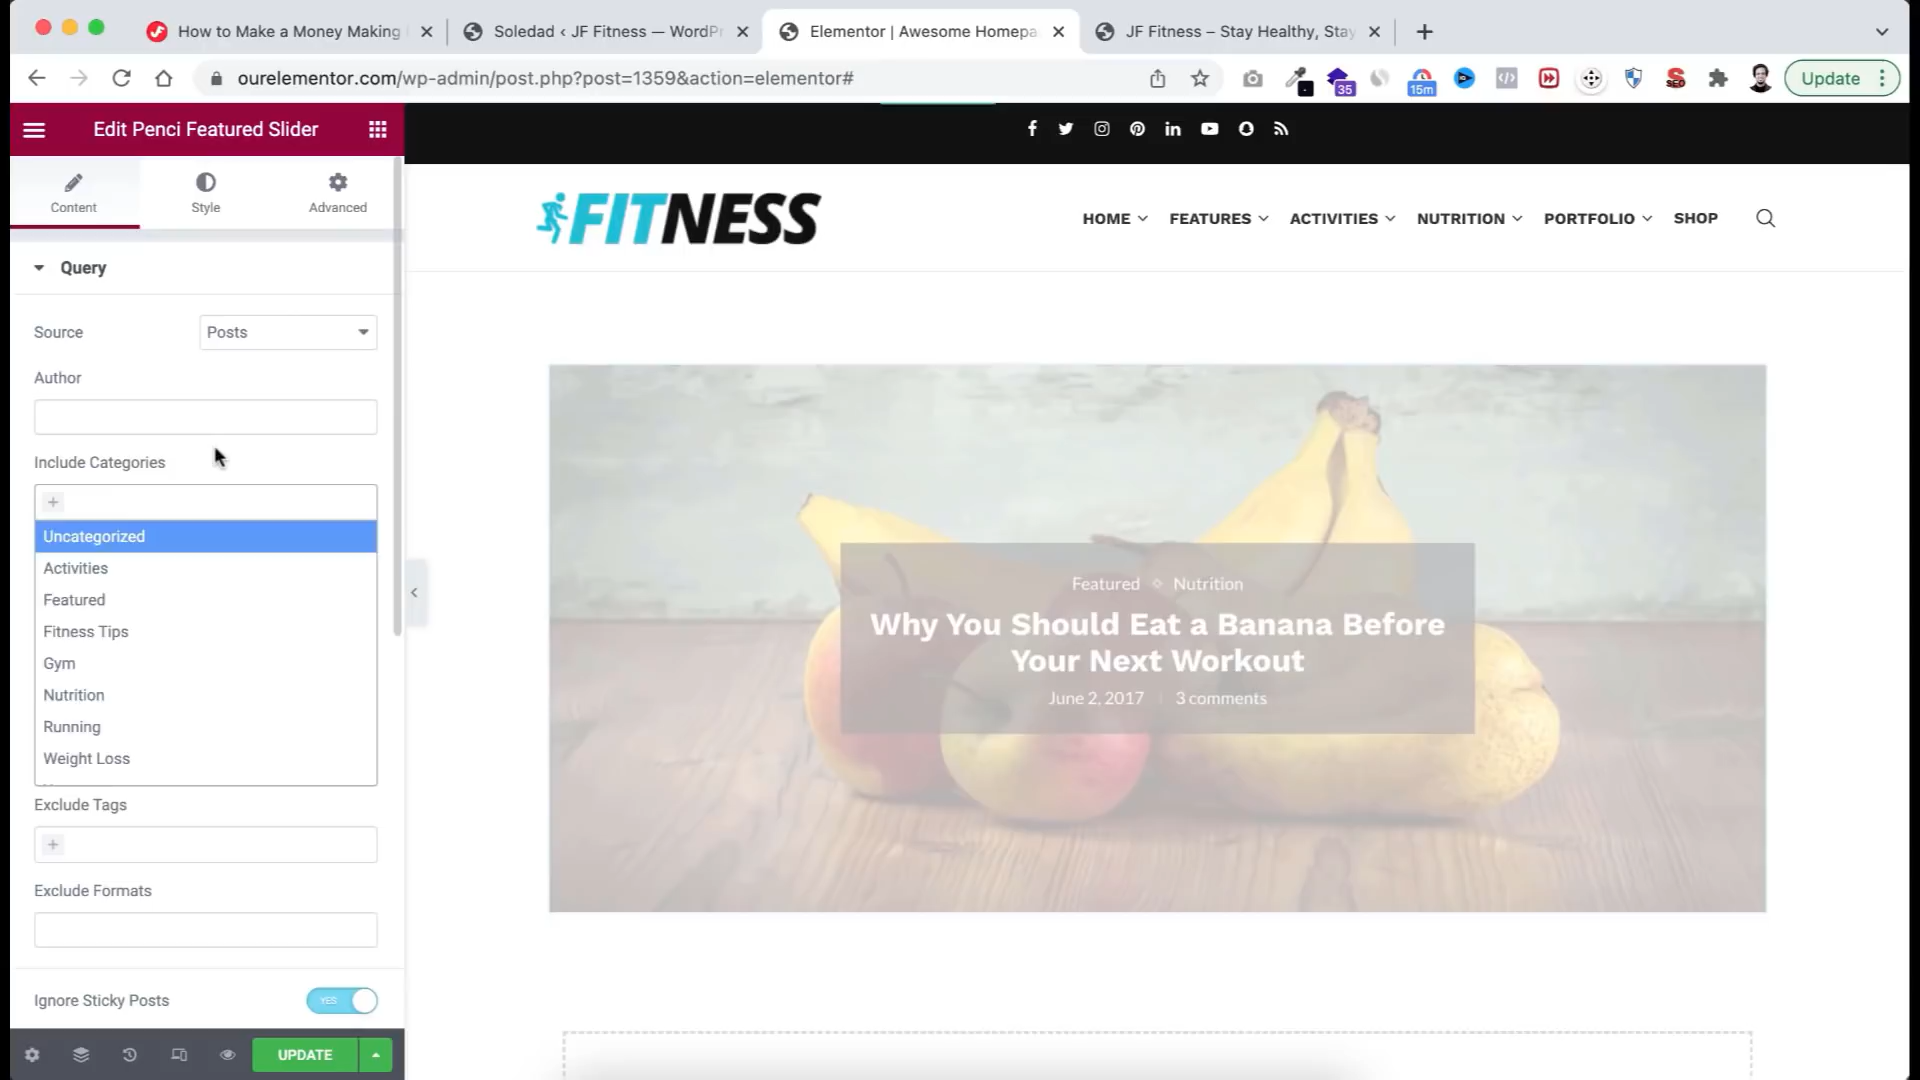 How to Make a Money Making
Soledad ‹ JF Fitness — WordPr
Elementor | Awesome Homepa
JF Fitness – Stay Healthy, Stay
ourelementor.com/wp-admin/post.php?post=1359&action=elementor#
35
15m
SEO
Update
Edit Penci Featured Slider
Content
Style
Advanced
FITNESS
HOME
FEATURES
ACTIVITIES
NUTRITION
PORTFOLIO
SHOP
Query
Source
Posts
Author
Include Categories
Uncategorized
Activities
Featured
Fitness Tips
Gym
Nutrition
Running
Weight Loss
Exclude Tags
Exclude Formats
Ignore Sticky Posts
YES
UPDATE
Featured Nutrition
Why You Should Eat a Banana Before
Your Next Workout
June 2, 2017 3 comments